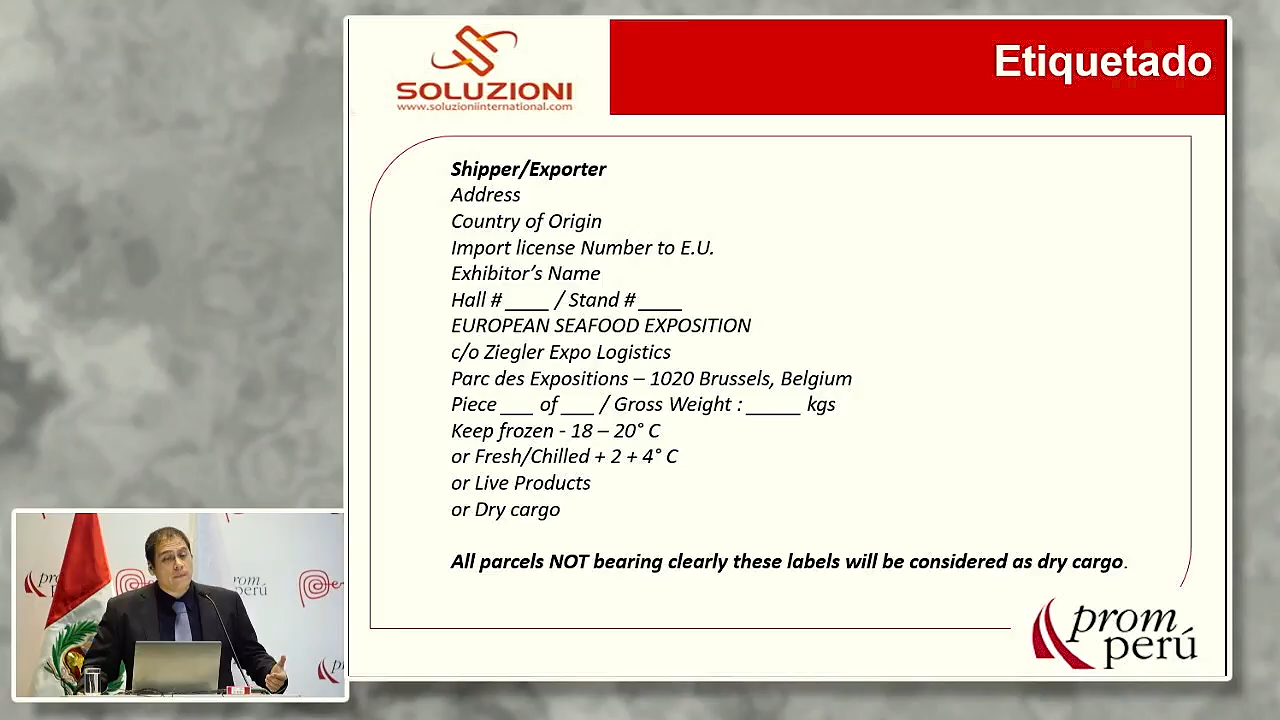 SOLUZIONI
www.soluzioniinternational.com
Etiquetado
Shipper/Exporter
Address
Country of Origin
Import license Number to E.U.
Exhibitor's Name
Hall # ____ / Stand # ____
EUROPEAN SEAFOOD EXPOSITION
c/o Ziegler Expo Logistics
Parc des Expositions – 1020 Brussels, Belgium
Piece ___ of ___ / Gross Weight : _____ kgs
Keep frozen - 18 – 20° C
or Fresh/Chilled + 2 + 4° C
or Live Products
or Dry cargo
All parcels NOT bearing clearly these labels will be considered as dry cargo.
prom
perú